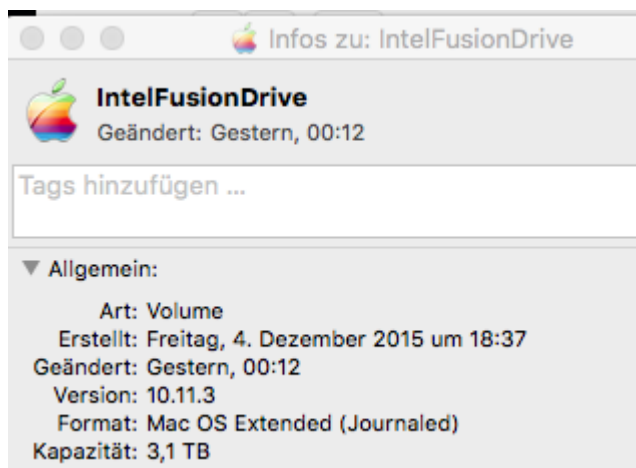 Infos zu: IntelFusionDrive
IntelFusionDrive
Geändert: Gestern, 00:12
Tags hinzufügen ...
Allgemein:
Art: Volume
Erstellt: Freitag, 4. Dezember 2015 um 18:37
Geändert: Gestern, 00:12
Version: 10.11.3
Format: Mac OS Extended (Journaled)
Kapazität: 3,1 TB